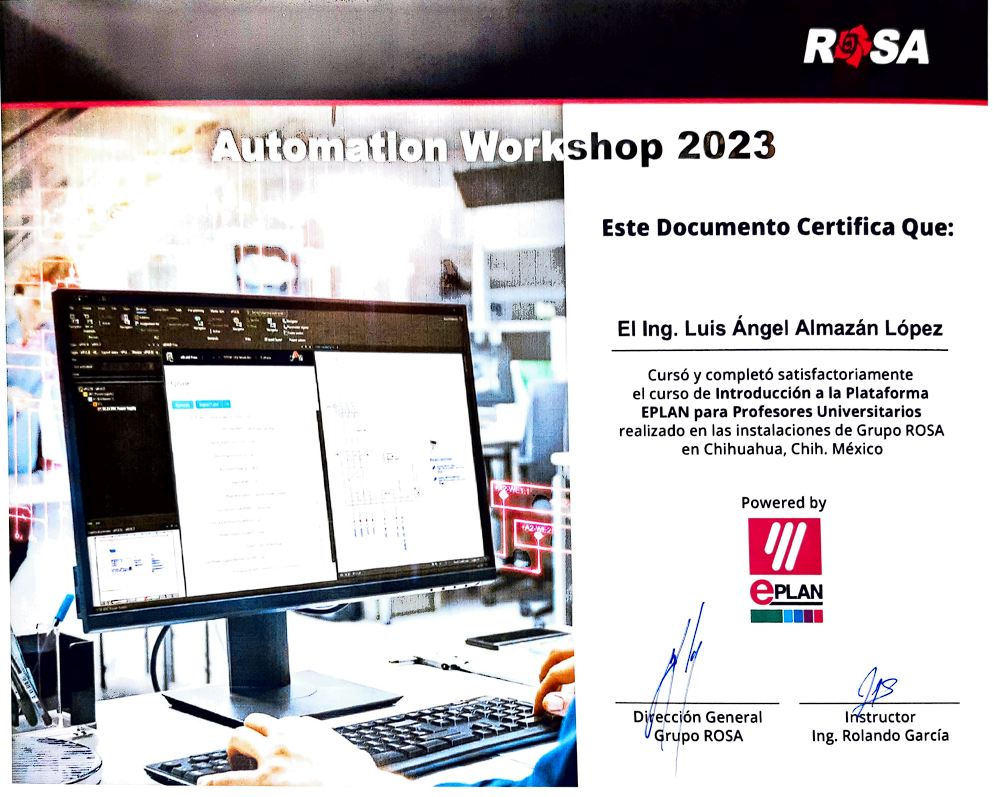 ROSA
Automation Workshop 2023
Este Documento Certifica Que:
El Ing. Luis Ángel Almazán López
Cursó y completó satisfactoriamente
el curso de Introducción a la Plataforma
EPLAN para Profesores Universitarios
realizado en las instalaciones de Grupo ROSA
en Chihuahua, Chih. México
Powered by
ePLAN
Dirección General
Grupo ROSA
Instructor
Ing. Rolando García